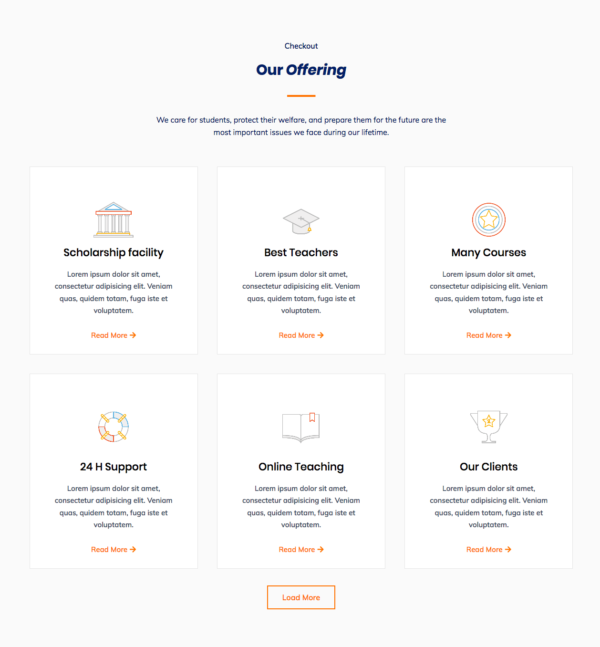 Checkout
Our Offering
We care for students, protect their welfare, and prepare them for the future are the
most important issues we face during our lifetime.
Scholarship facility
Lorem ipsum dolor sit amet,
consectetur adipisicing elit. Veniam
quas, quidem totam, fuga iste et
voluptatem.
Read More →
Best Teachers
Lorem ipsum dolor sit amet,
consectetur adipisicing elit. Veniam
quas, quidem totam, fuga iste et
voluptatem.
Read More →
Many Courses
Lorem ipsum dolor sit amet,
consectetur adipisicing elit. Veniam
quas, quidem totam, fuga iste et
voluptatem.
Read More →
24 H Support
Lorem ipsum dolor sit amet,
consectetur adipisicing elit. Veniam
quas, quidem totam, fuga iste et
voluptatem.
Read More →
Online Teaching
Lorem ipsum dolor sit amet,
consectetur adipisicing elit. Veniam
quas, quidem totam, fuga iste et
voluptatem.
Read More →
Our Clients
Lorem ipsum dolor sit amet,
consectetur adipisicing elit. Veniam
quas, quidem totam, fuga iste et
voluptatem.
Read More →
Load More